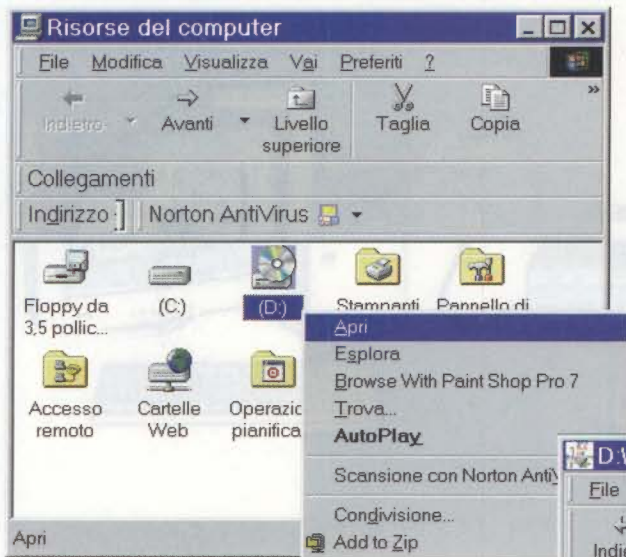 Risorse del computer
File Modifica Visualizza Vai Preferiti ?
Indietro Avanti Livello superiore Taglia Copia »
Collegamenti
Indirizzo Norton AntiVirus
Floppy da 3,5 pollic... (C:) (D:) Stampanti Pannello di
Accesso remoto Cartelle Web Operazio pianifica
Apri
Esplora
Browse With Paint Shop Pro 7
Trova...
AutoPlay
Scansione con Norton AntiV
Condivisione...
Add to Zip
Apri
D:\
File
Indi